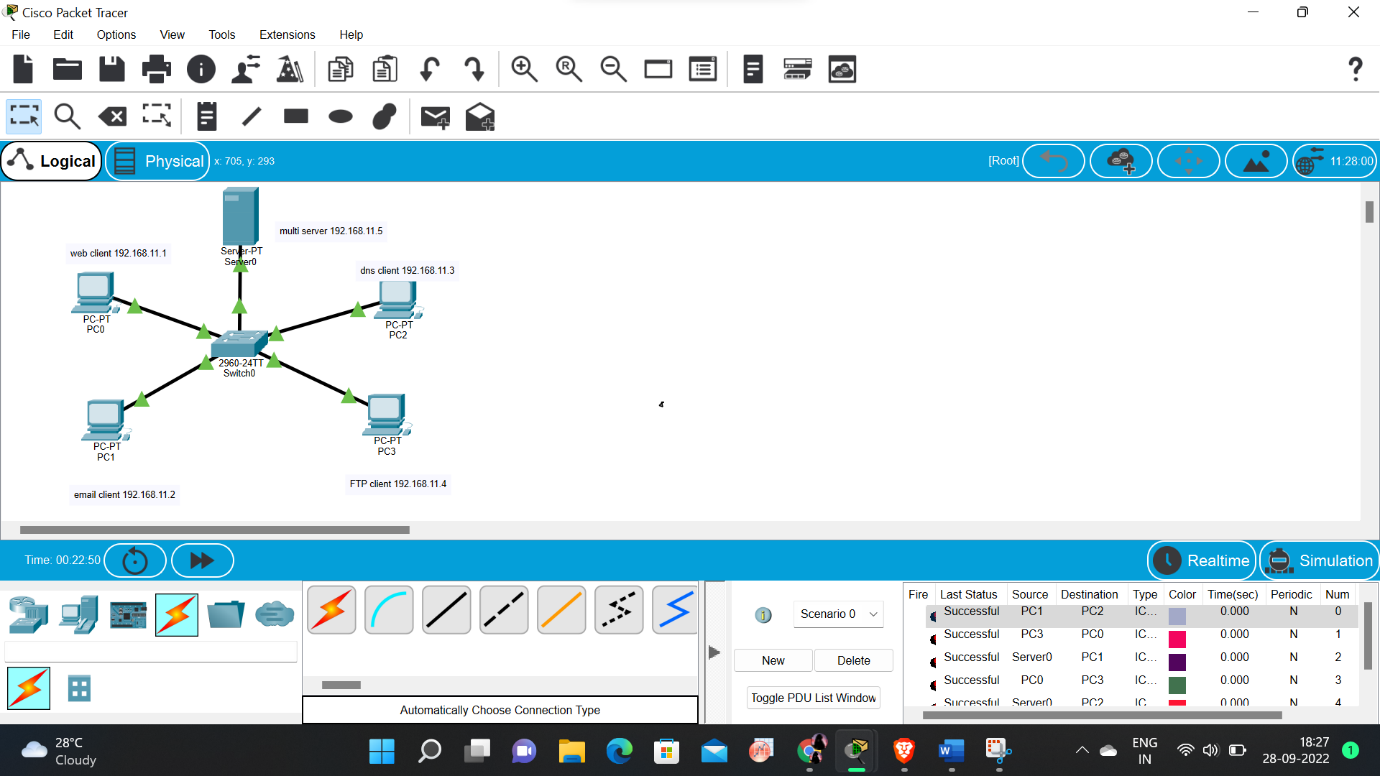 Cisco Packet Tracer
File Edit Options View Tools Extensions Help
Logical Physical x: 705, y: 293 [Root] 11:28:00
multi server 192.168.11.5
Server-PT
Server0
web client 192.168.11.1
dns client 192.168.11.3
PC-PT
PC0
PC-PT
PC2
2960-24TT
Switch0
PC-PT
PC1
PC-PT
PC3
FTP client 192.168.11.4
email client 192.168.11.2
Time: 00:22:50 Realtime Simulation
Scenario 0
New Delete
Toggle PDU List Window
Fire Last Status Source Destination Type Color Time(sec) Periodic Num
Successful PC1 PC2 IC... 0.000 N 0
Successful PC3 PC0 IC... 0.000 N 1
Successful Server0 PC1 IC... 0.000 N 2
Successful PC0 PC3 IC... 0.000 N 3
Successful Server0 PC2 IC... 0.000 N 4
Automatically Choose Connection Type
28°C
Cloudy
ENG
IN
18:27
28-09-2022
1